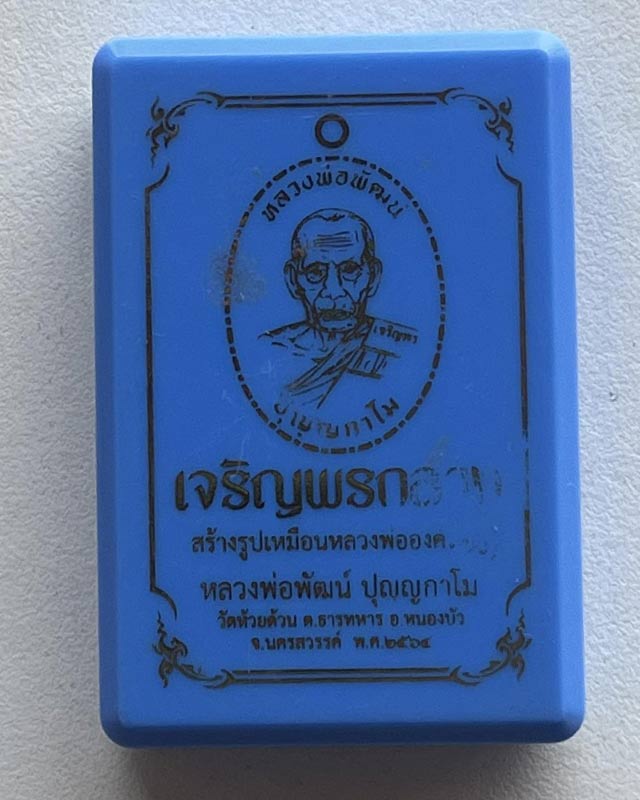 หลวงพ่อพัฒน์
เจริญพร
ปุญญกาโม
เจริญพรก
สร้างรูปเหมือนหลวงพ่อองค์
หลวงพ่อพัฒน์ ปุญญกาโม
วัดห้วยด้วน ต.ธารทหาร อ.หนองบัว
จ.นครสวรรค์ พ.ศ.๒๕๖๔